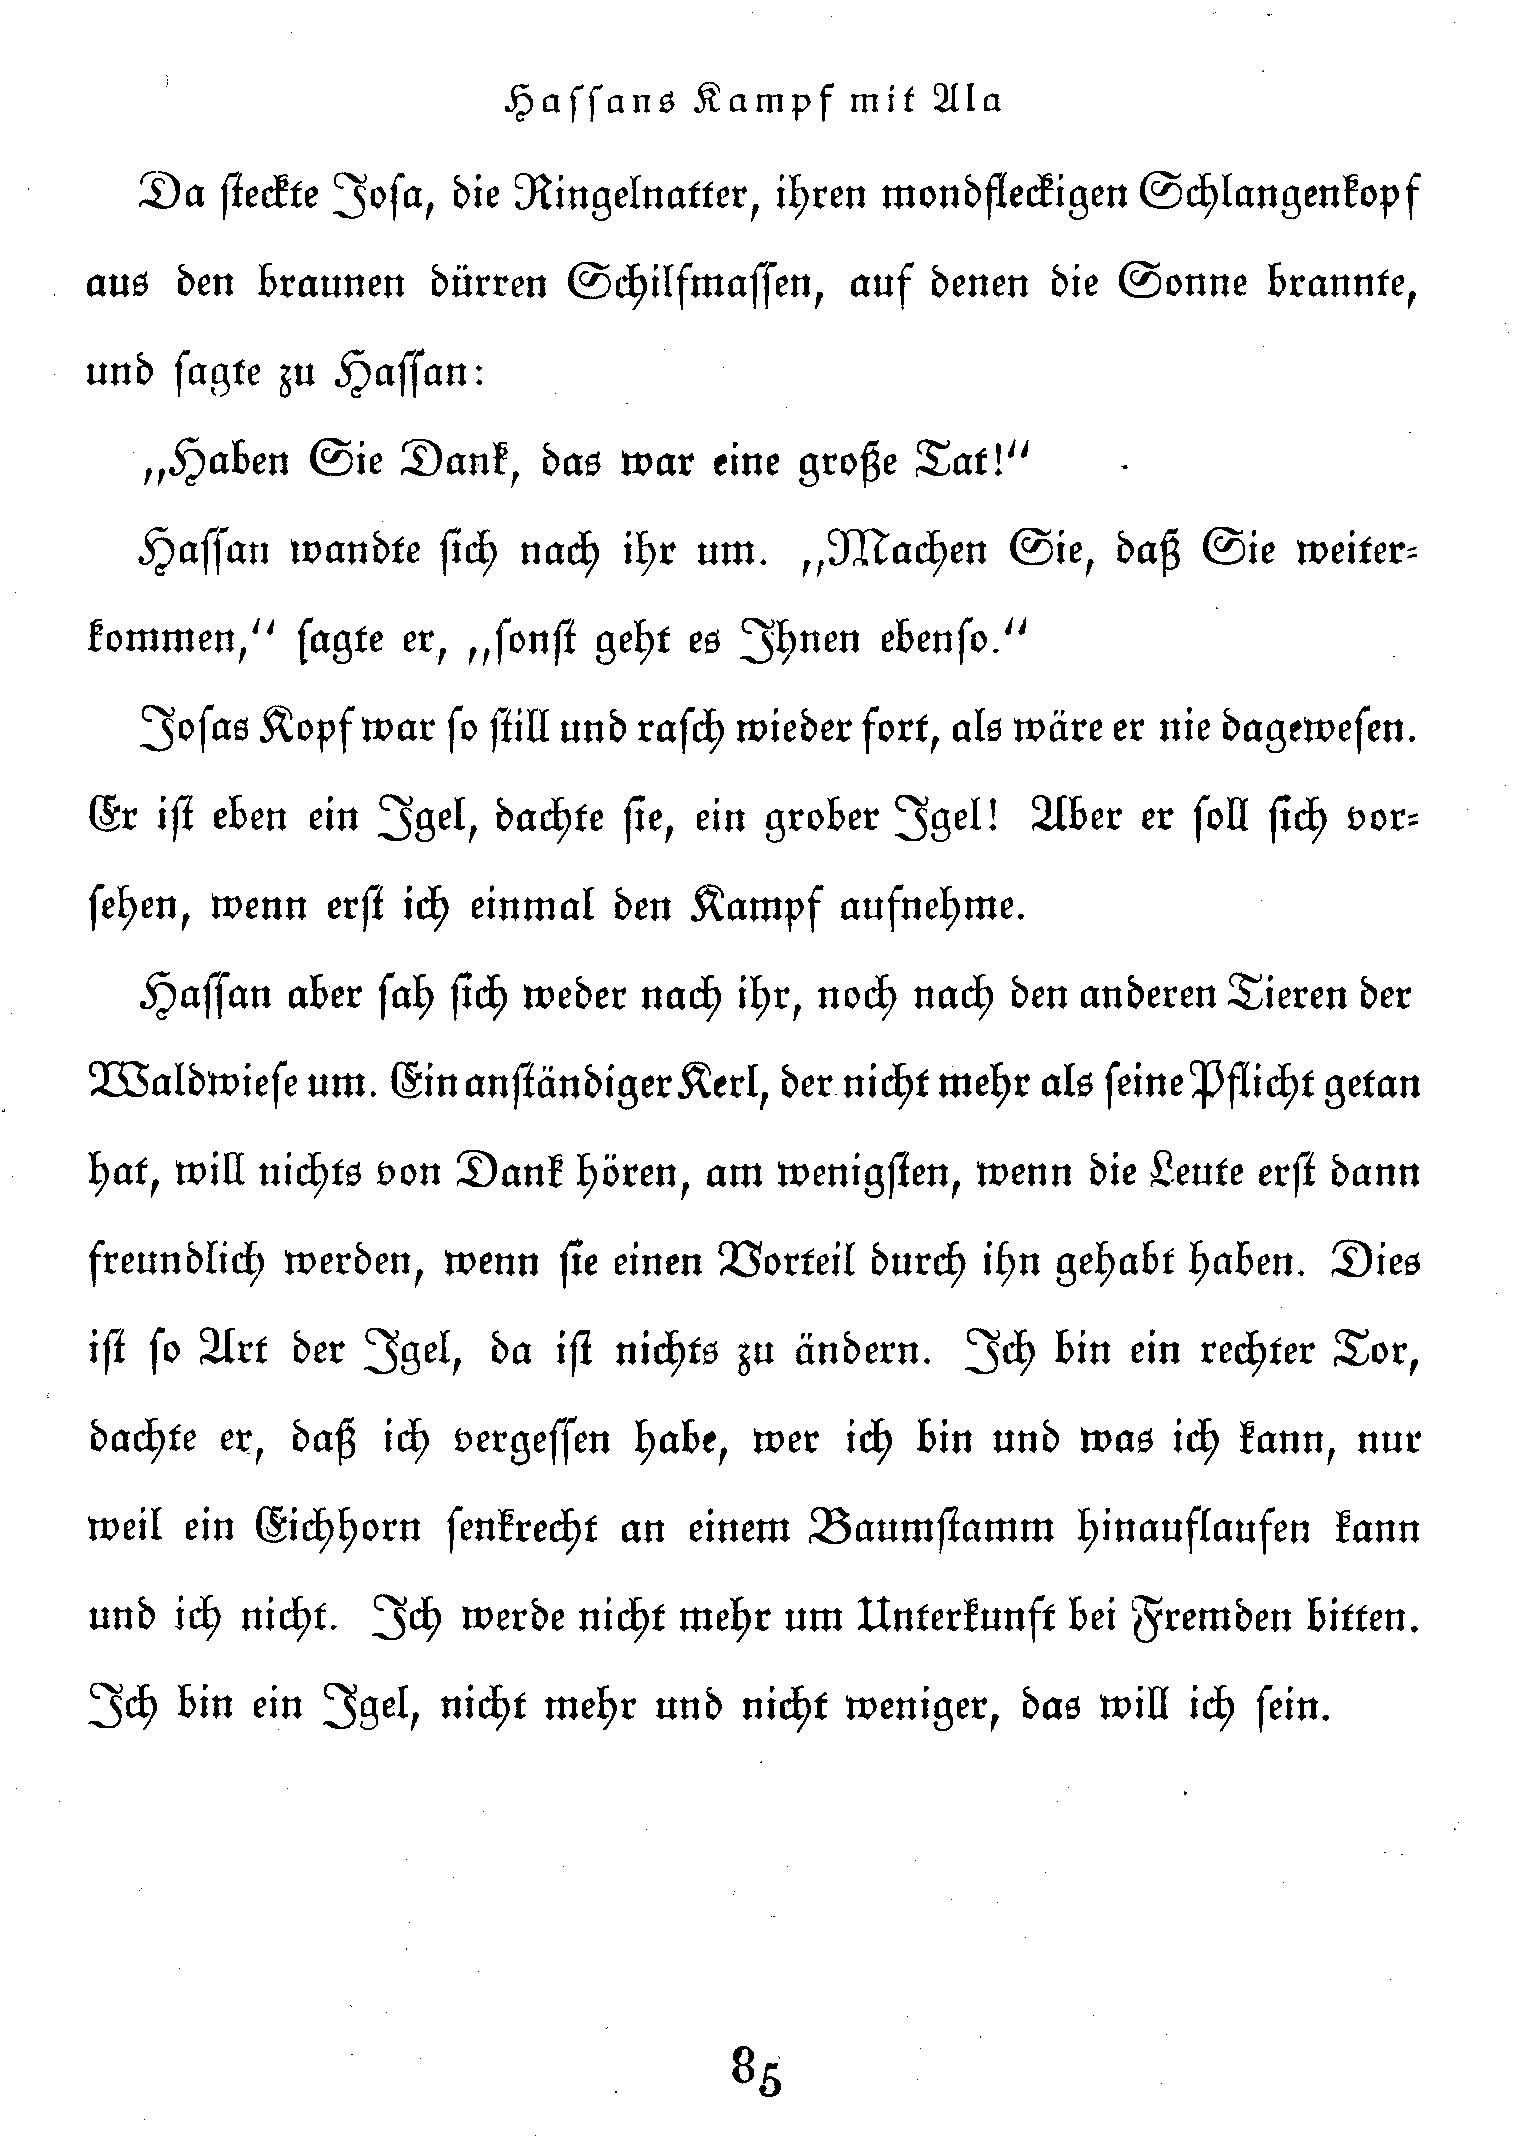 Hassans Kampf mit Ala
Da steckte Josa, die Ringelnatter, ihren mondfleckigen Schlangenkopf
aus den braunen dürren Schilfmassen, auf denen die Sonne brannte,
und sagte zu Hassan:
„Haben Sie Dank, das war eine große Tat!“
Hassan wandte sich nach ihr um. „Machen Sie, daß Sie weiter-
kommen,“ sagte er, „sonst geht es Ihnen ebenso.“
Josas Kopf war so still und rasch wieder fort, als wäre er nie dagewesen.
Er ist eben ein Igel, dachte sie, ein grober Igel! Aber er soll sich vor-
sehen, wenn erst ich einmal den Kampf aufnehme.
Hassan aber sah sich weder nach ihr, noch nach den anderen Tieren der
Waldwiese um. Ein anständiger Kerl, der nicht mehr als seine Pflicht getan
hat, will nichts von Dank hören, am wenigsten, wenn die Leute erst dann
freundlich werden, wenn sie einen Vorteil durch ihn gehabt haben. Dies
ist so Art der Igel, da ist nichts zu ändern. Ich bin ein rechter Tor,
dachte er, daß ich vergessen habe, wer ich bin und was ich kann, nur
weil ein Eichhorn senkrecht an einem Baumstamm hinauflaufen kann
und ich nicht. Ich werde nicht mehr um Unterkunft bei Fremden bitten.
Ich bin ein Igel, nicht mehr und nicht weniger, das will ich sein.
85